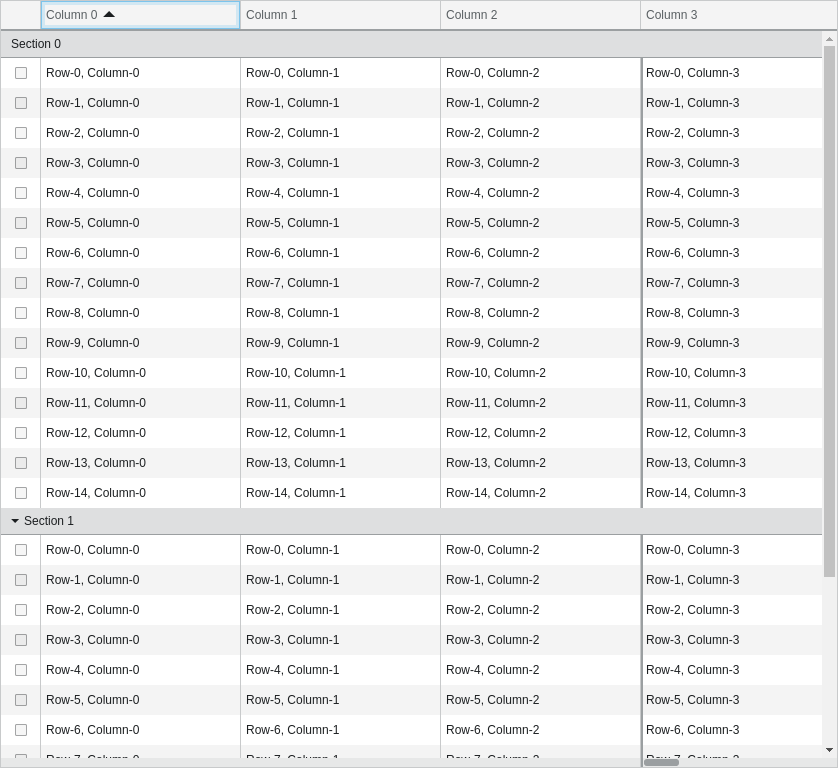 Column 0 Column 1 Column 2 Column 3
Section 0
Row-0, Column-0 Row-0, Column-1 Row-0, Column-2 Row-0, Column-3
Row-1, Column-0 Row-1, Column-1 Row-1, Column-2 Row-1, Column-3
Row-2, Column-0 Row-2, Column-1 Row-2, Column-2 Row-2, Column-3
Row-3, Column-0 Row-3, Column-1 Row-3, Column-2 Row-3, Column-3
Row-4, Column-0 Row-4, Column-1 Row-4, Column-2 Row-4, Column-3
Row-5, Column-0 Row-5, Column-1 Row-5, Column-2 Row-5, Column-3
Row-6, Column-0 Row-6, Column-1 Row-6, Column-2 Row-6, Column-3
Row-7, Column-0 Row-7, Column-1 Row-7, Column-2 Row-7, Column-3
Row-8, Column-0 Row-8, Column-1 Row-8, Column-2 Row-8, Column-3
Row-9, Column-0 Row-9, Column-1 Row-9, Column-2 Row-9, Column-3
Row-10, Column-0 Row-10, Column-1 Row-10, Column-2 Row-10, Column-3
Row-11, Column-0 Row-11, Column-1 Row-11, Column-2 Row-11, Column-3
Row-12, Column-0 Row-12, Column-1 Row-12, Column-2 Row-12, Column-3
Row-13, Column-0 Row-13, Column-1 Row-13, Column-2 Row-13, Column-3
Row-14, Column-0 Row-14, Column-1 Row-14, Column-2 Row-14, Column-3
Section 1
Row-0, Column-0 Row-0, Column-1 Row-0, Column-2 Row-0, Column-3
Row-1, Column-0 Row-1, Column-1 Row-1, Column-2 Row-1, Column-3
Row-2, Column-0 Row-2, Column-1 Row-2, Column-2 Row-2, Column-3
Row-3, Column-0 Row-3, Column-1 Row-3, Column-2 Row-3, Column-3
Row-4, Column-0 Row-4, Column-1 Row-4, Column-2 Row-4, Column-3
Row-5, Column-0 Row-5, Column-1 Row-5, Column-2 Row-5, Column-3
Row-6, Column-0 Row-6, Column-1 Row-6, Column-2 Row-6, Column-3